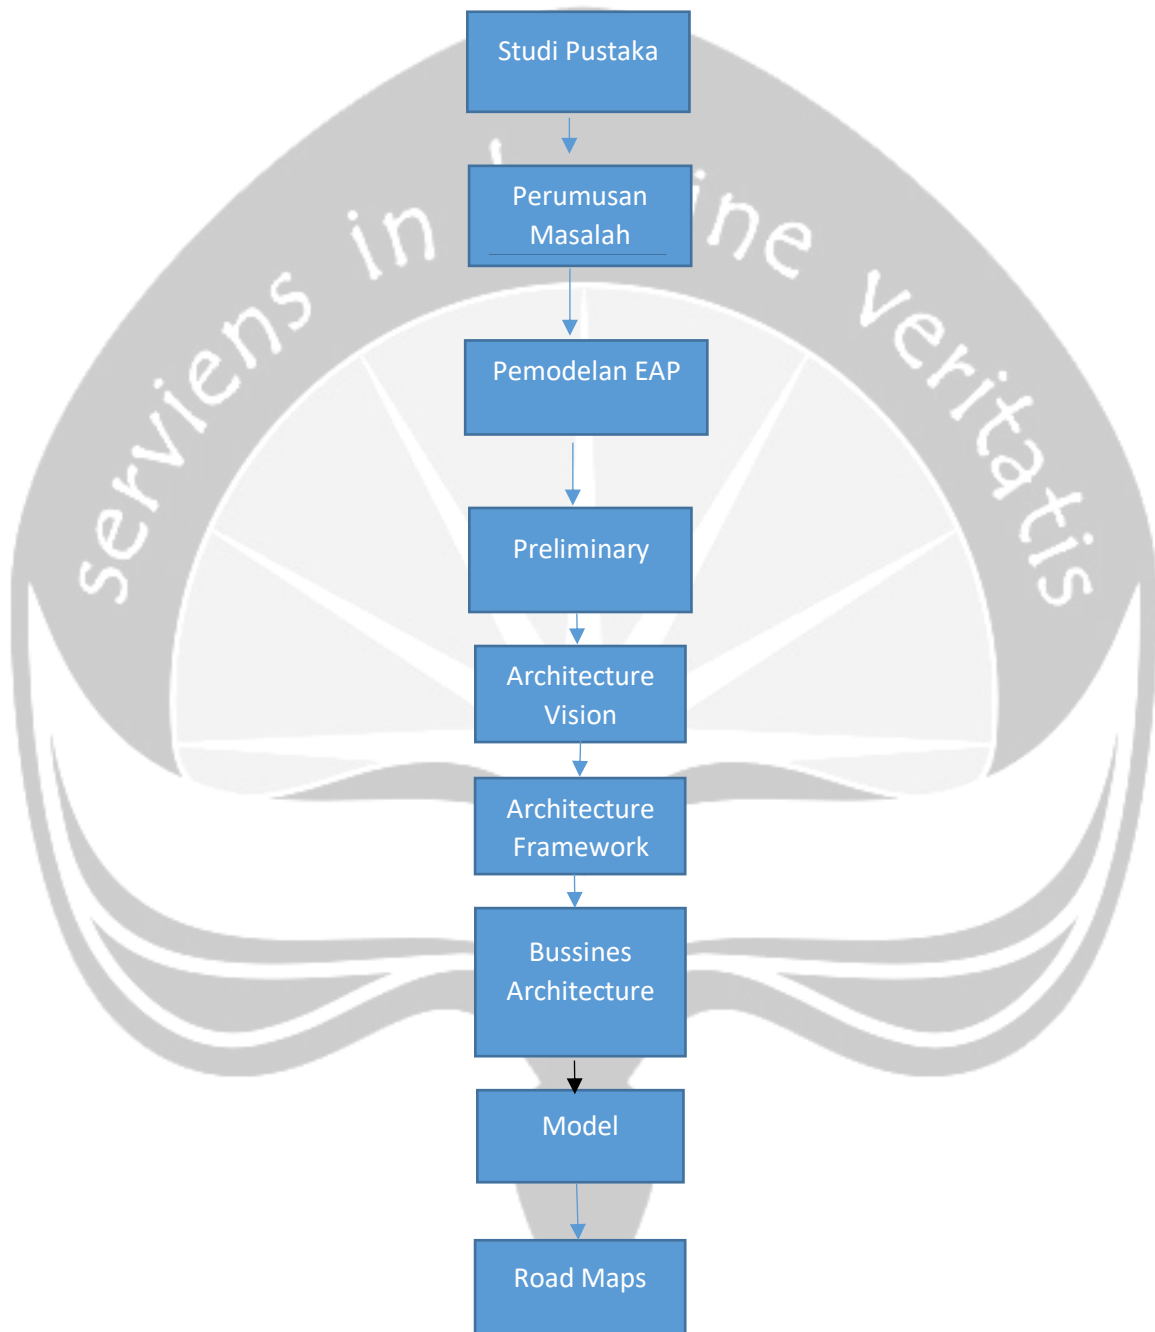 Studi Pustaka
Perumusan
Masalah
serviens in
ine veritatis
Pemodelan EAP
Preliminary
Architecture
Vision
Architecture
Framework
Bussines
Architecture
Model
Road Maps